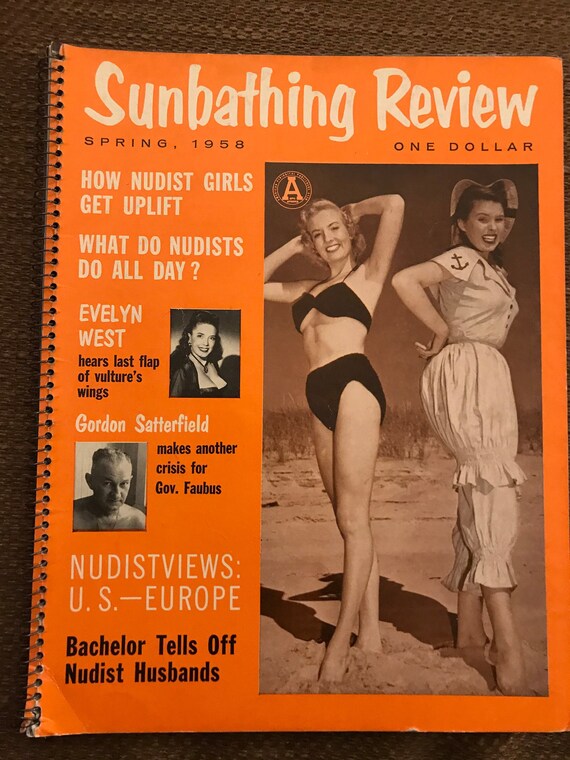 Sunbathing Review
SPRING, 1958
ONE DOLLAR
HOW NUDIST GIRLS
GET UPLIFT
WHAT DO NUDISTS
DO ALL DAY?
EVELYN
WEST
hears last flap
of vulture's
wings
Gordon Satterfield
makes another
crisis for
Gov. Faubus
NUDISTVIEWS:
U. S.—EUROPE
Bachelor Tells Off
Nudist Husbands
A